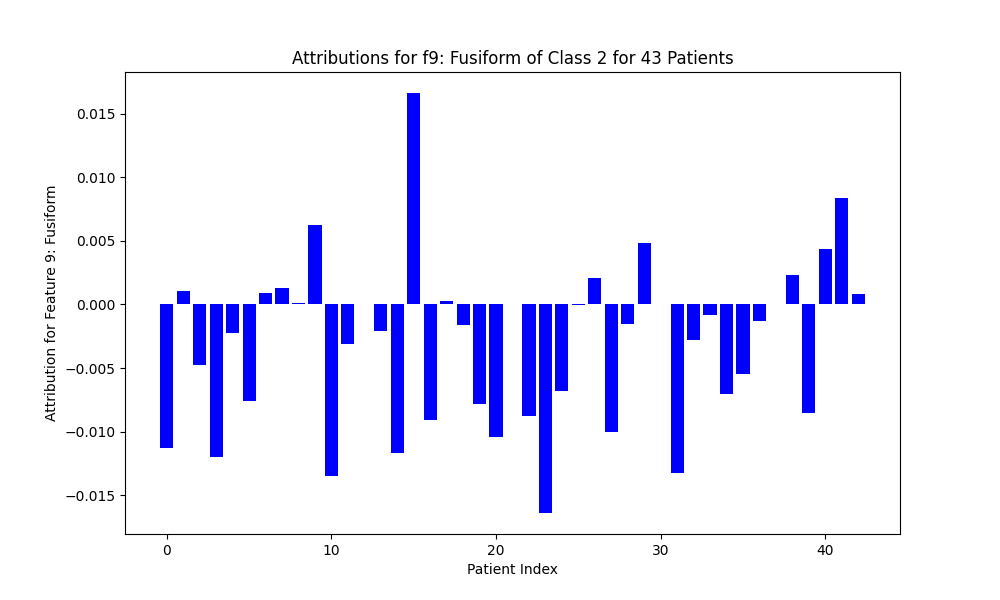 Attributions for f9: Fusiform of Class 2 for 43 Patients
Attribution for Feature 9: Fusiform
0.015
0.010
0.005
0.000
−0.005
−0.010
−0.015
0 10 20 30 40
Patient Index